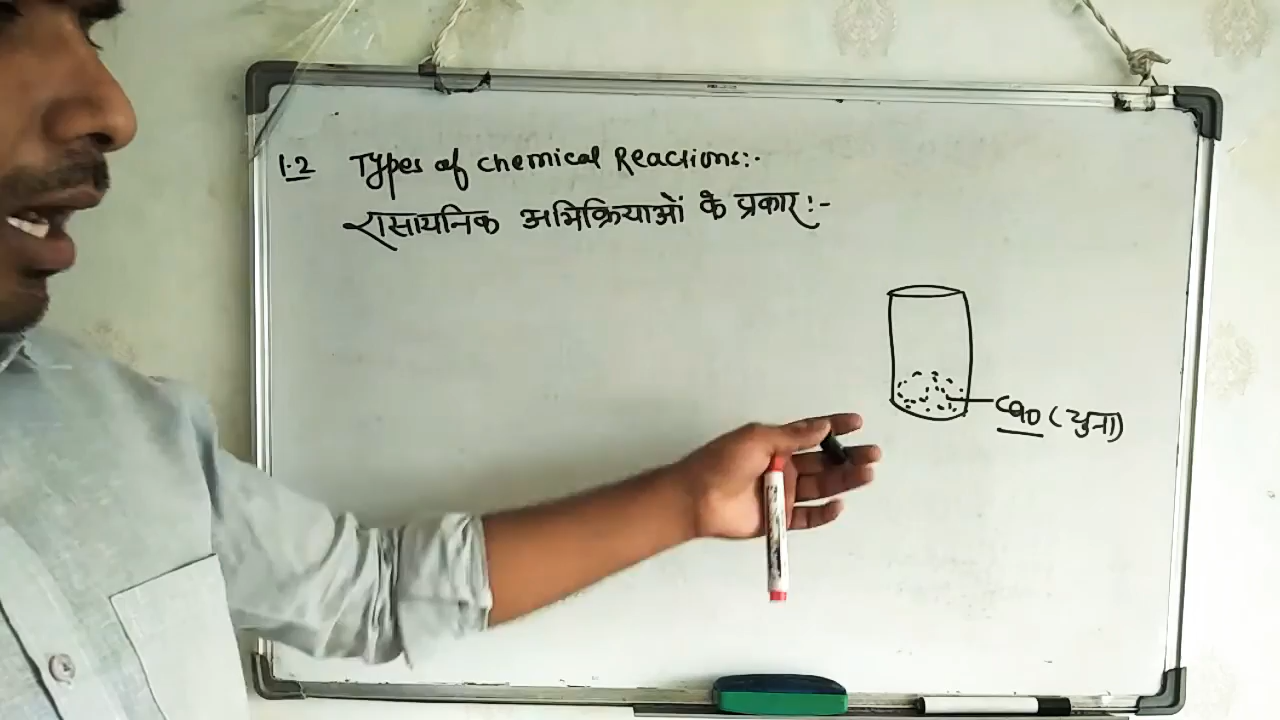 1.2 Types of chemical Reactions:-
रासायनिक अभिक्रियाओं के प्रकार:-
CaO (चुना)